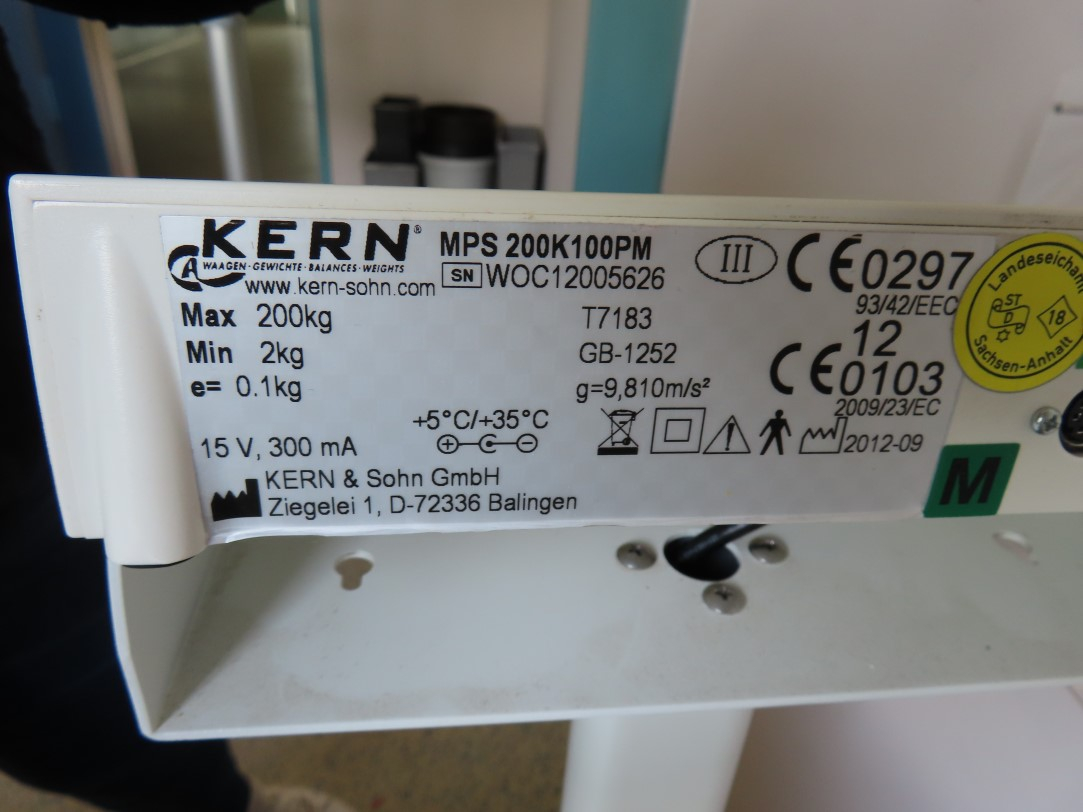 KERN® MPS 200K100PM
WAAGEN·GEWICHTE·BALANCES·WEIGHTS
www.kern-sohn.com
SN WOC12005626
III
CE0297
93/42/EEC
Max 200kg
T7183
12
Min 2kg
GB-1252
CE0103
2009/23/EC
e= 0.1kg
g=9,810m/s²
+5°C/+35°C
15 V, 300 mA
2012-09
KERN & Sohn GmbH
Ziegelei 1, D-72336 Balingen
ST
D
18
Sachsen-Anhalt
M